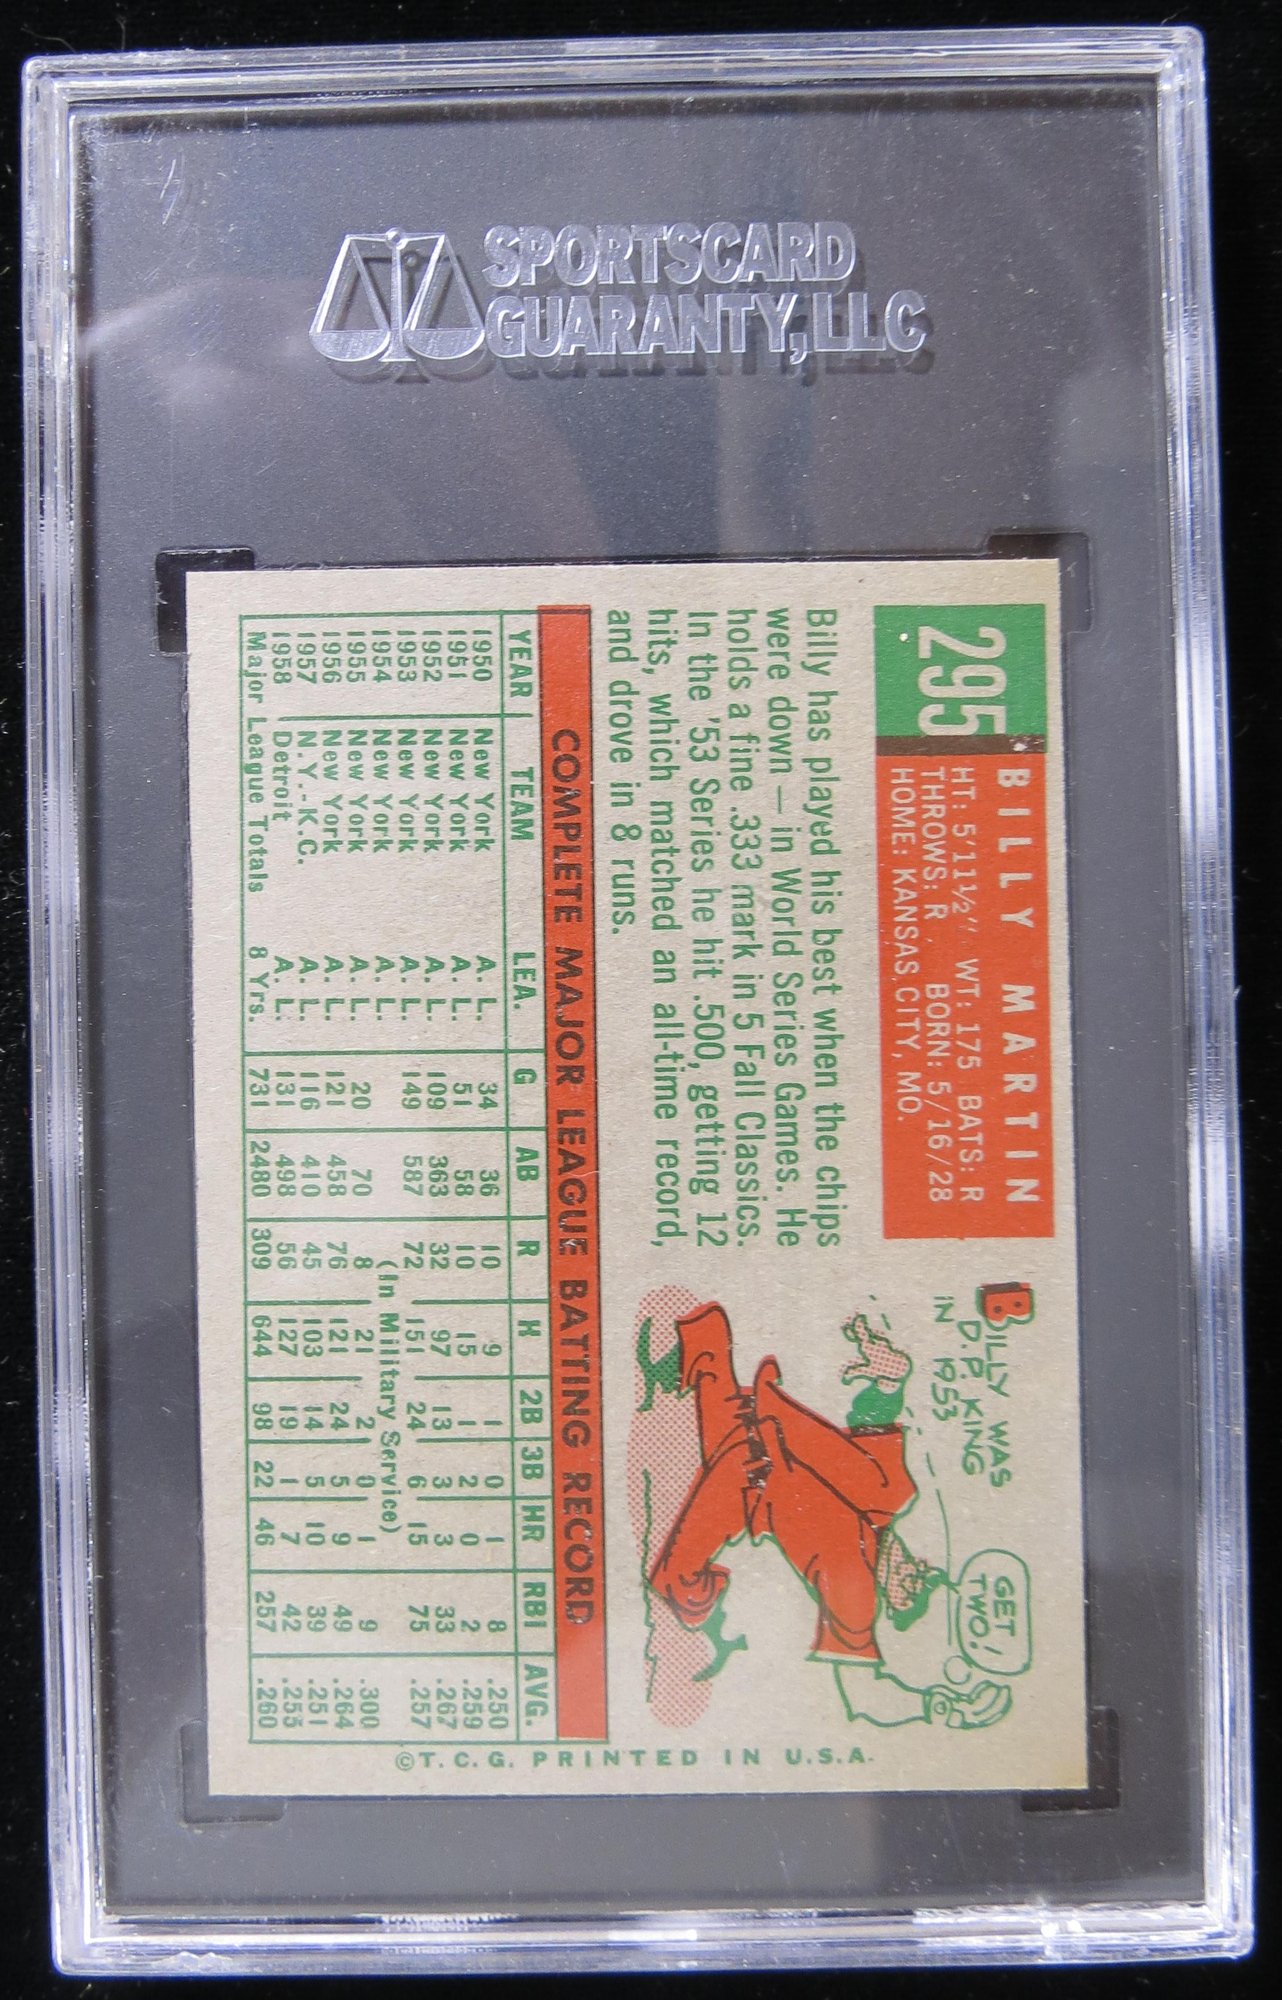 SPORTSCARD
GUARANTY, LLC
295
BILLY MARTIN
HT: 5'11½" WT: 175 BATS: R
THROWS: R BORN: 5/16/28
HOME: KANSAS CITY, MO.
Billy has played his best when the chips
were down — in World Series Games. He
holds a fine .333 mark in 5 Fall Classics.
In the '53 Series he hit .500, getting 12
hits, which matched an all-time record,
and drove in 8 runs.
BILLY WAS
D.P. KING
IN 1953
GET
TWO!
COMPLETE MAJOR LEAGUE BATTING RECORD
YEAR TEAM LEA. G AB R H 2B 3B HR RBI AVG.
1950 New York A. L. 34 36 10 9 1 0 1 8 .250
1951 New York A. L. 51 58 10 15 1 2 0 2 .259
1952 New York A. L. 109 363 32 97 13 3 3 33 .267
1953 New York A. L. 149 587 72 151 24 6 15 75 .257
1954 New York A. L. (In Military Service)
1955 New York A. L. 20 70 8 21 2 0 1 9 .300
1956 New York A. L. 121 458 76 121 24 5 9 49 .264
1957 N.Y.-K.C. A. L. 116 410 45 103 14 5 10 39 .251
1958 Detroit A. L. 131 498 56 127 19 1 7 42 .255
Major League Totals 8 Yrs. 731 2480 309 644 98 22 46 257 .260
©T. C. G. PRINTED IN U.S.A.